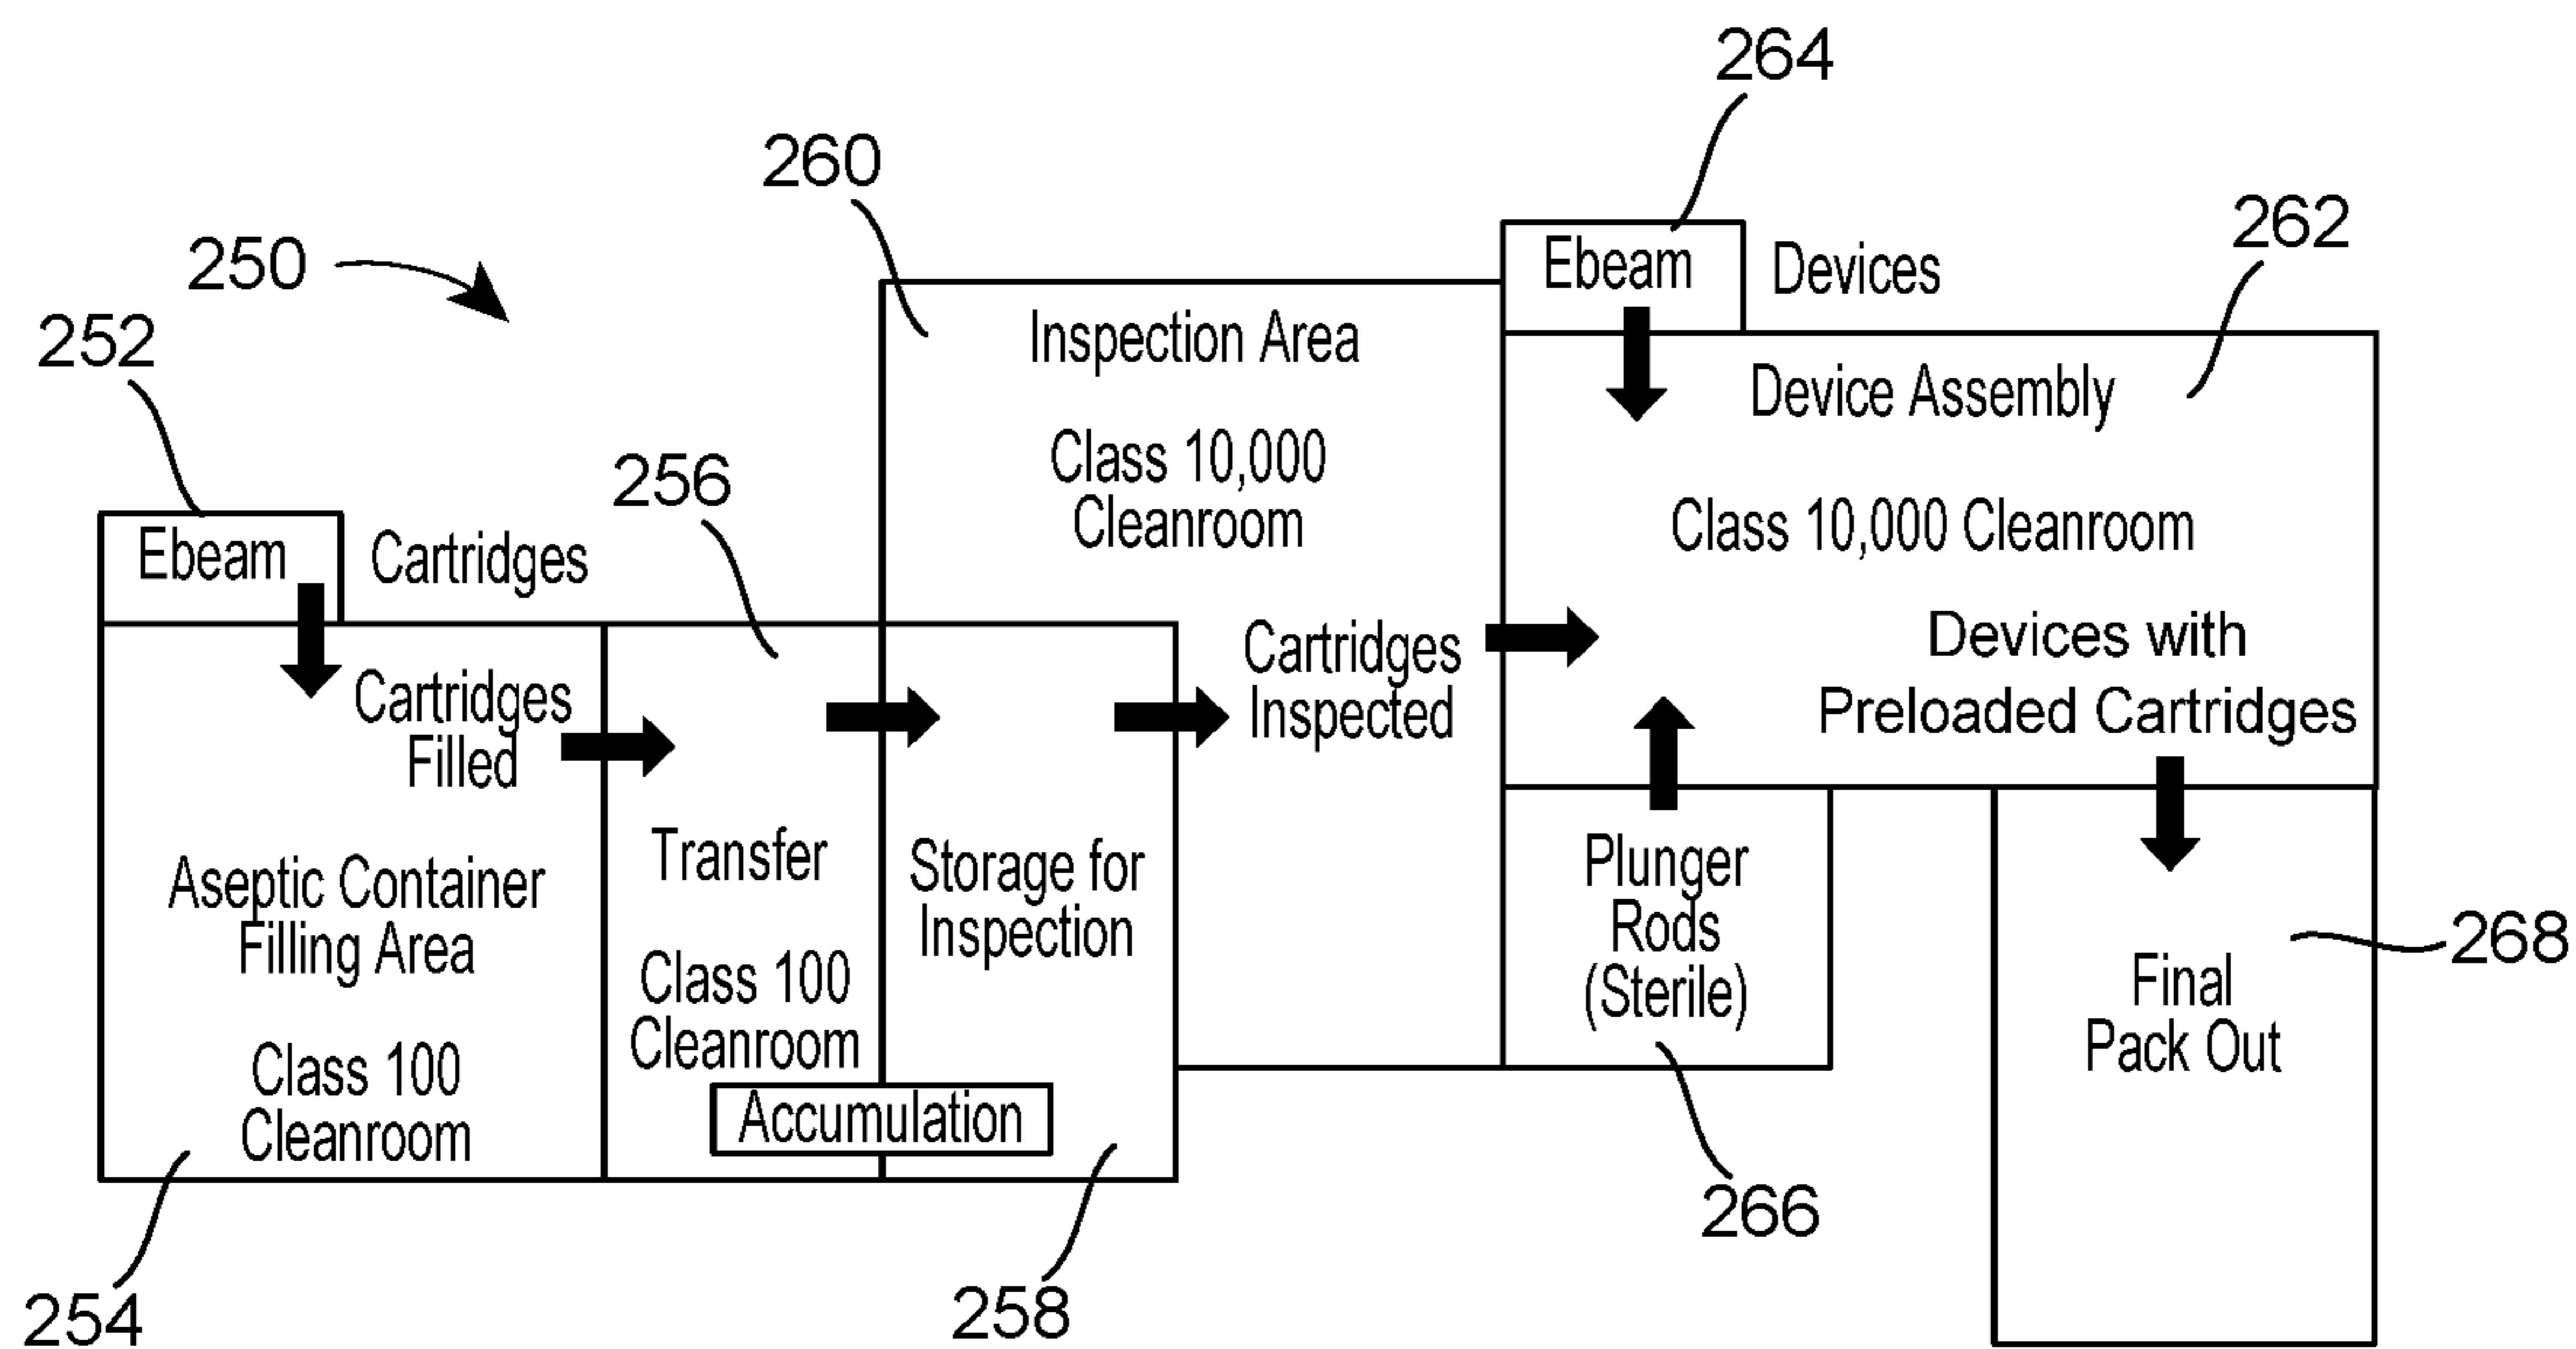 264
260
262
250
Ebeam
Devices
252
Inspection Area
Device Assembly
Class 10,000
Cleanroom
256
Class 10,000 Cleanroom
Ebeam
Cartridges
Cartridges
Filled
Cartridges
Inspected
Devices with
Preloaded Cartridges
Aseptic Container
Filling Area
Class 100
Cleanroom
Transfer
Class 100
Cleanroom
Storage for
Inspection
Accumulation
Plunger
Rods
(Sterile)
Final
Pack Out
268
266
254
258